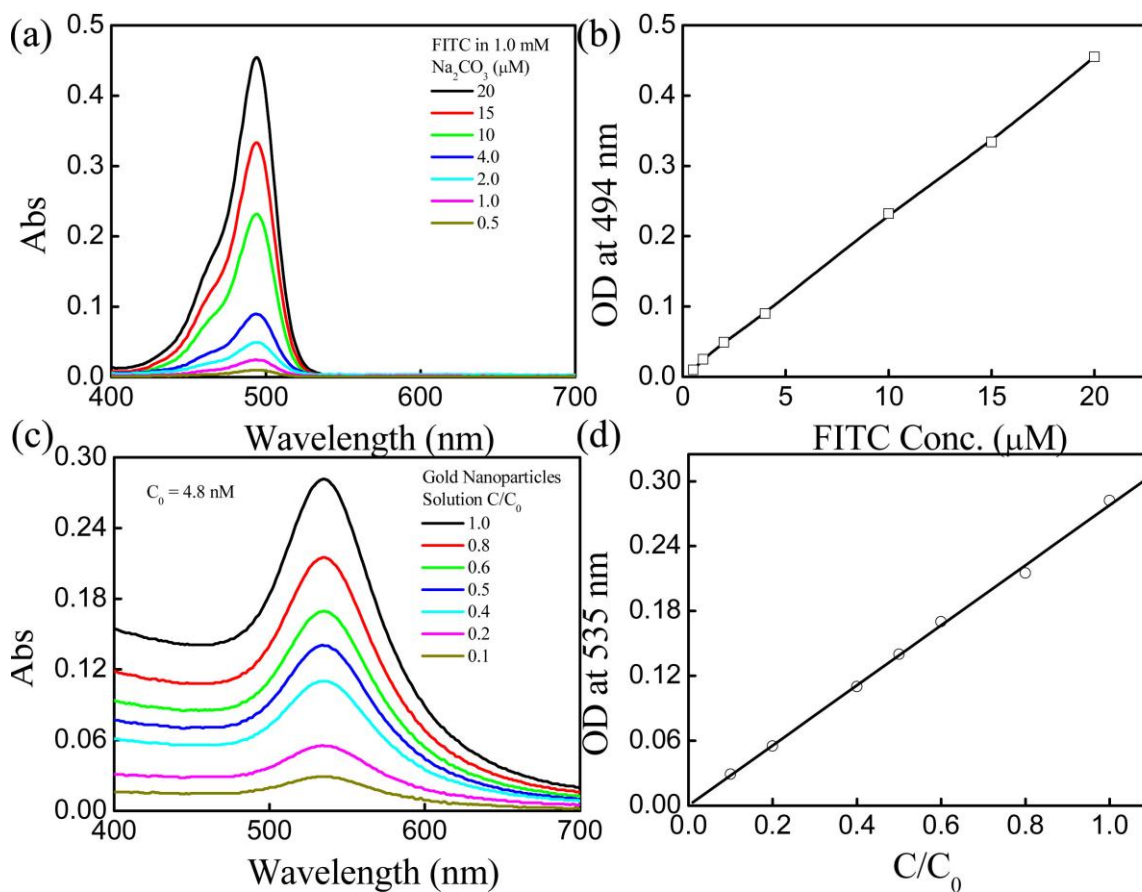 (a)
0.5
0.4
0.3
0.2
0.1
0.0
Abs
FITC in 1.0 mM
Na₂CO₃ (μM)
20
15
10
4.0
2.0
1.0
0.5
400 500 600 700
Wavelength (nm)
(b)
0.5
0.4
0.3
0.2
0.1
0.0
OD at 494 nm
0 5 10 15 20
FITC Conc. (μM)
(c)
0.30
0.24
0.18
0.12
0.06
0.00
Abs
C₀ = 4.8 nM
Gold Nanoparticles
Solution C/C₀
1.0
0.8
0.6
0.5
0.4
0.2
0.1
400 500 600 700
Wavelength (nm)
(d)
0.30
0.24
0.18
0.12
0.06
0.00
OD at 535 nm
0.0 0.2 0.4 0.6 0.8 1.0
C/C₀